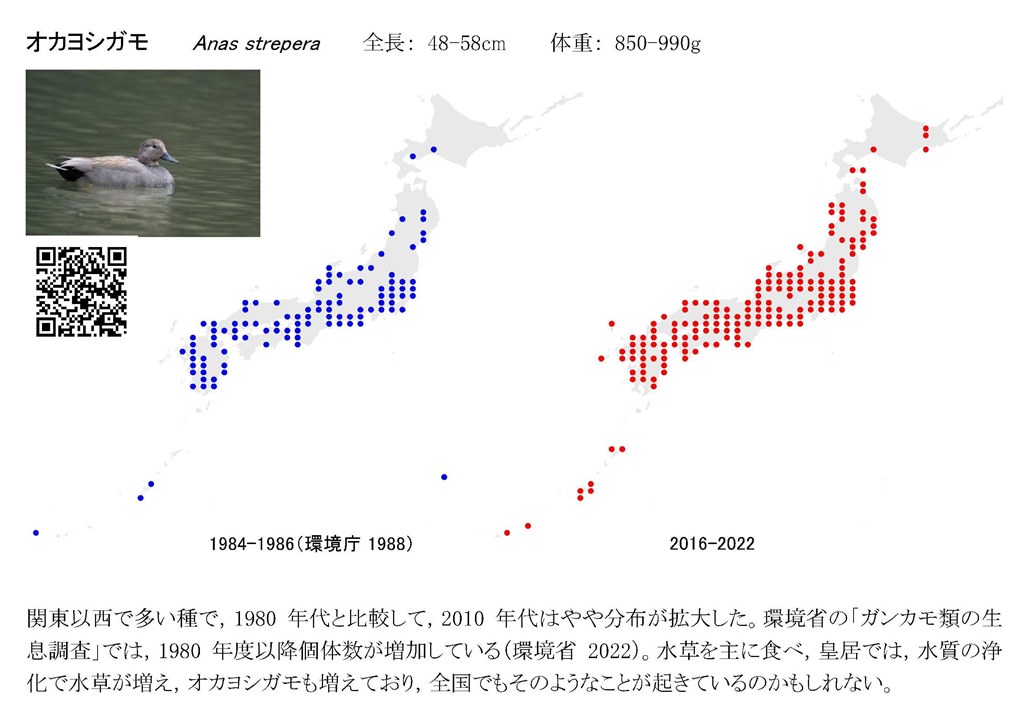 オカヨシガモ Anas strepera 全長： 48-58cm 体重： 850-990g
1984-1986（環境庁 1988） 2016-2022
関東以西で多い種で，1980 年代と比較して，2010 年代はやや分布が拡大した。環境省の「ガンカモ類の生
息調査」では，1980 年度以降個体数が増加している（環境省 2022）。水草を主に食べ，皇居では，水質の浄
化で水草が増え，オカヨシガモも増えており，全国でもそのようなことが起きているのかもしれない。